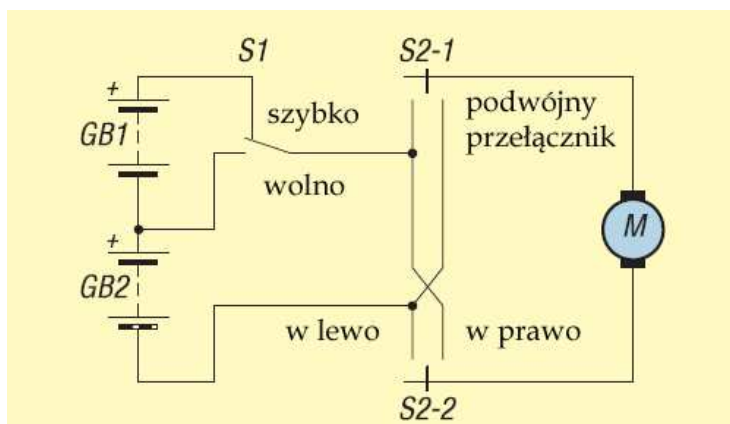 S1
S2-1
+
szybko
podwójny
przełącznik
GB1
wolno
M
+
GB2
w lewo
w prawo
S2-2